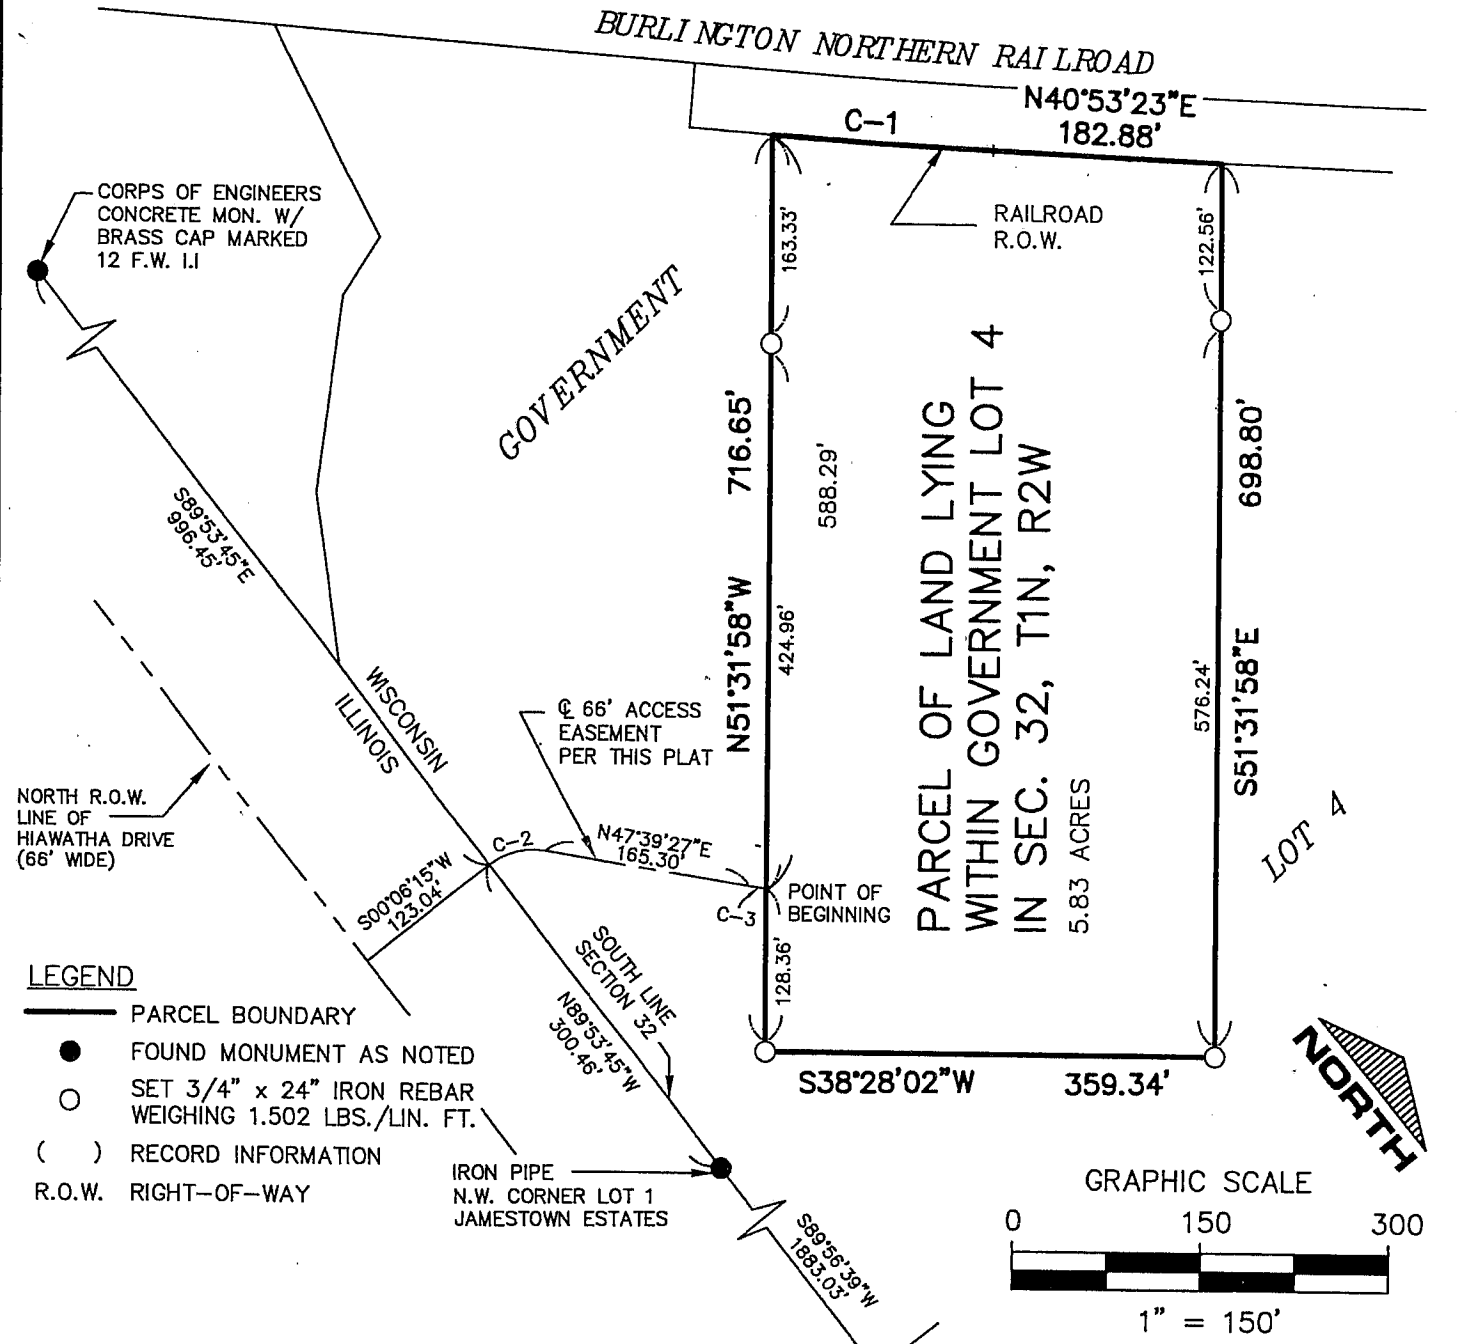 BURLINGTON NORTHERN RAILROAD
N40°53'23"E
182.88'
C-1
CORPS OF ENGINEERS
CONCRETE MON. W/
BRASS CAP MARKED
12 F.W. I.I
RAILROAD
R.O.W.
163.33'
122.56'
GOVERNMENT
716.65'
588.29'
N51°31'58"W
424.96'
PARCEL OF LAND LYING
WITHIN GOVERNMENT LOT 4
IN SEC. 32, T1N, R2W
5.83 ACRES
698.80'
S51°31'58"E
576.24'
LOT 4
S89°53'45"E
996.45'
WISCONSIN
ILLINOIS
℄ 66' ACCESS
EASEMENT
PER THIS PLAT
NORTH R.O.W.
LINE OF
HIAWATHA DRIVE
(66' WIDE)
C-2
N47°39'27"E
165.30'
S00°06'15"W
123.04'
POINT OF
BEGINNING
C-3
128.36'
SOUTH LINE
SECTION 32
N89°53'45"W
300.46'
S38°28'02"W 359.34'
LEGEND
PARCEL BOUNDARY
FOUND MONUMENT AS NOTED
SET 3/4" x 24" IRON REBAR
WEIGHING 1.502 LBS./LIN. FT.
( ) RECORD INFORMATION
R.O.W. RIGHT-OF-WAY
IRON PIPE
N.W. CORNER LOT 1
JAMESTOWN ESTATES
S89°56'39"W
1883.03'
NORTH
GRAPHIC SCALE
0 150 300
1" = 150'